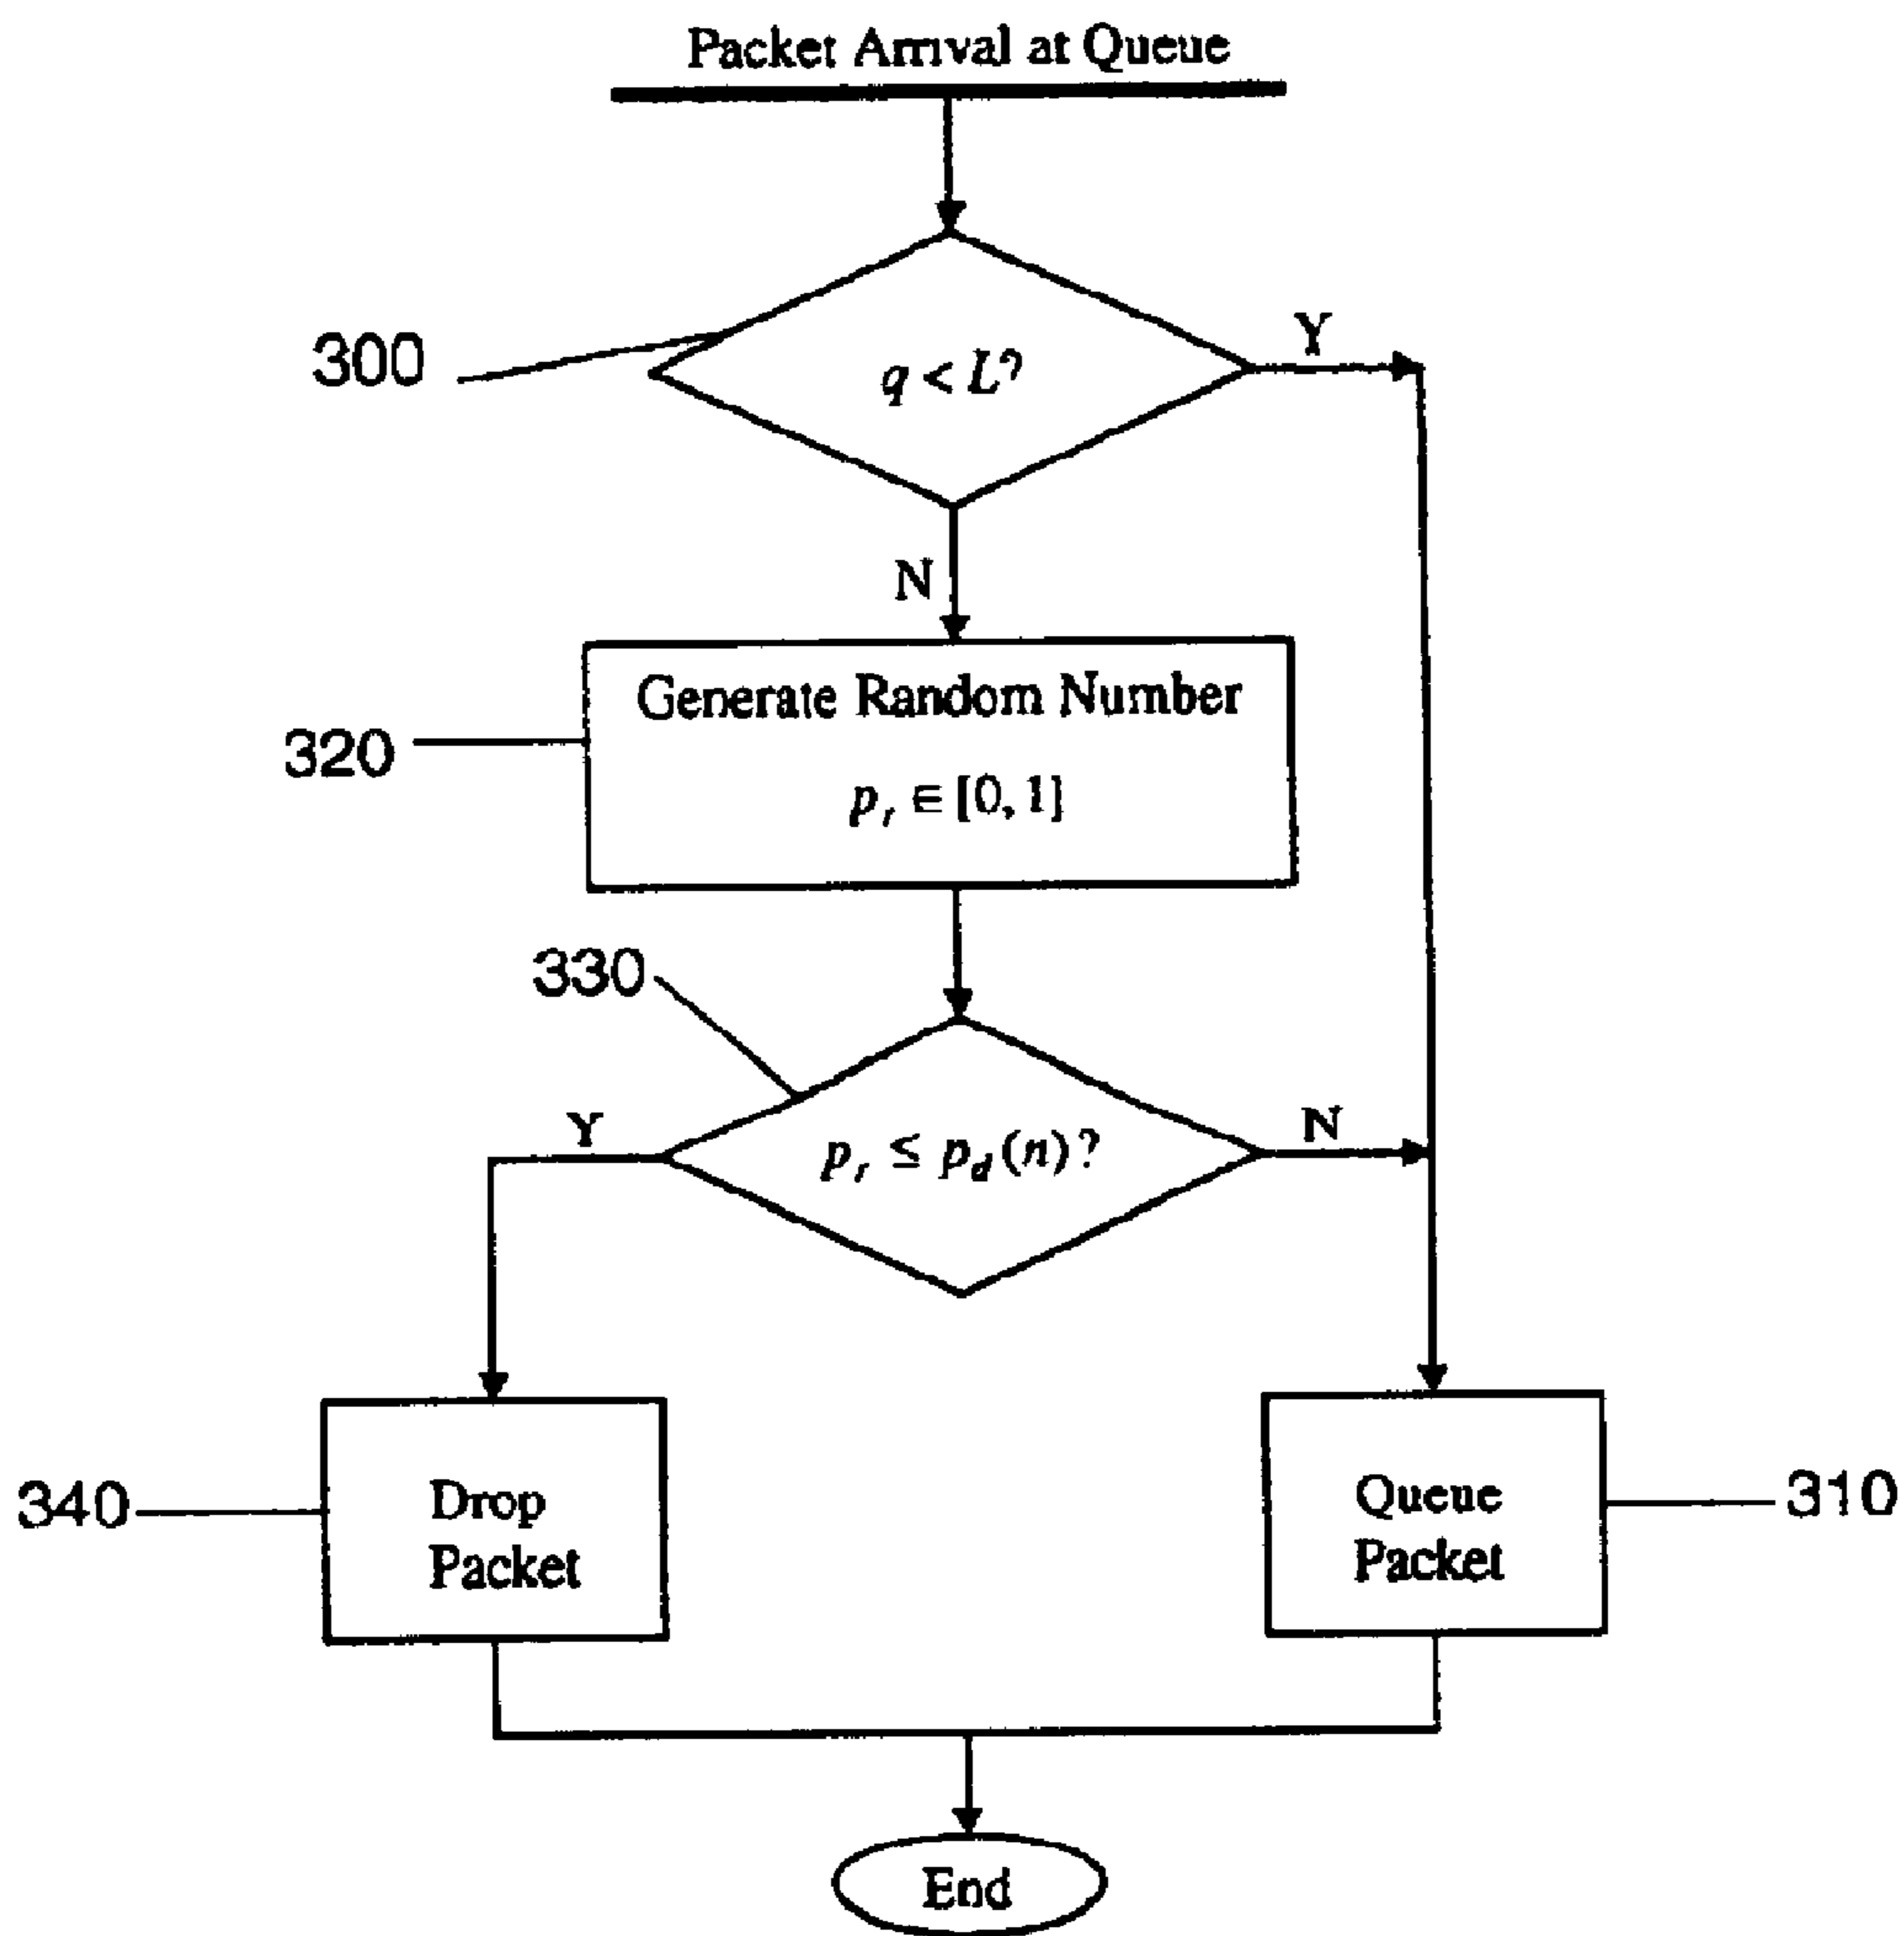 Packet Arrival at Queue
300
q < L?
Y
N
Generate Random Number
p_r ∈ [0, 1]
320
330
Y
p_r ≤ p_d(n)?
N
340
Drop
Packet
Queue
Packet
310
End